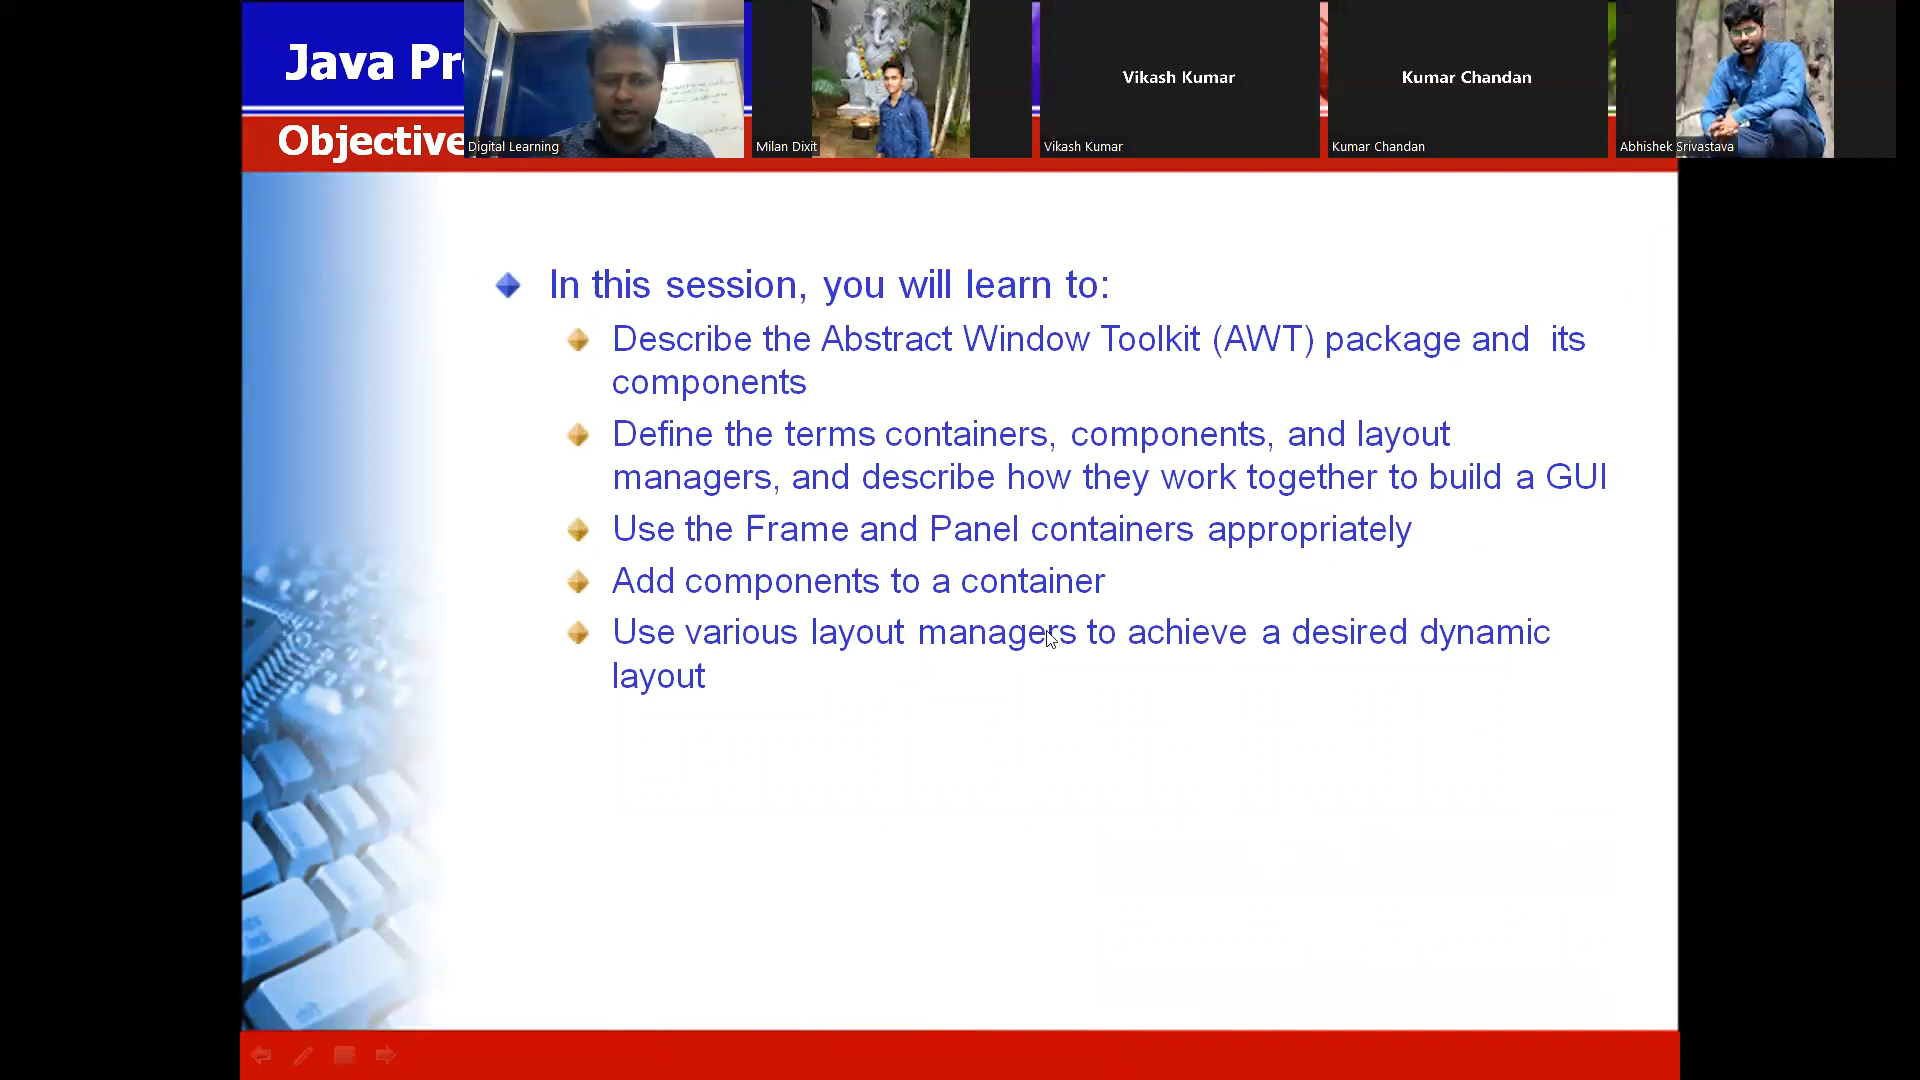 Java Pr
Objective
Digital Learning
Milan Dixit
Vikash Kumar
Vikash Kumar
Kumar Chandan
Kumar Chandan
Abhishek Srivastava
In this session, you will learn to:
Describe the Abstract Window Toolkit (AWT) package and its
components
Define the terms containers, components, and layout
managers, and describe how they work together to build a GUI
Use the Frame and Panel containers appropriately
Add components to a container
Use various layout managers to achieve a desired dynamic
layout